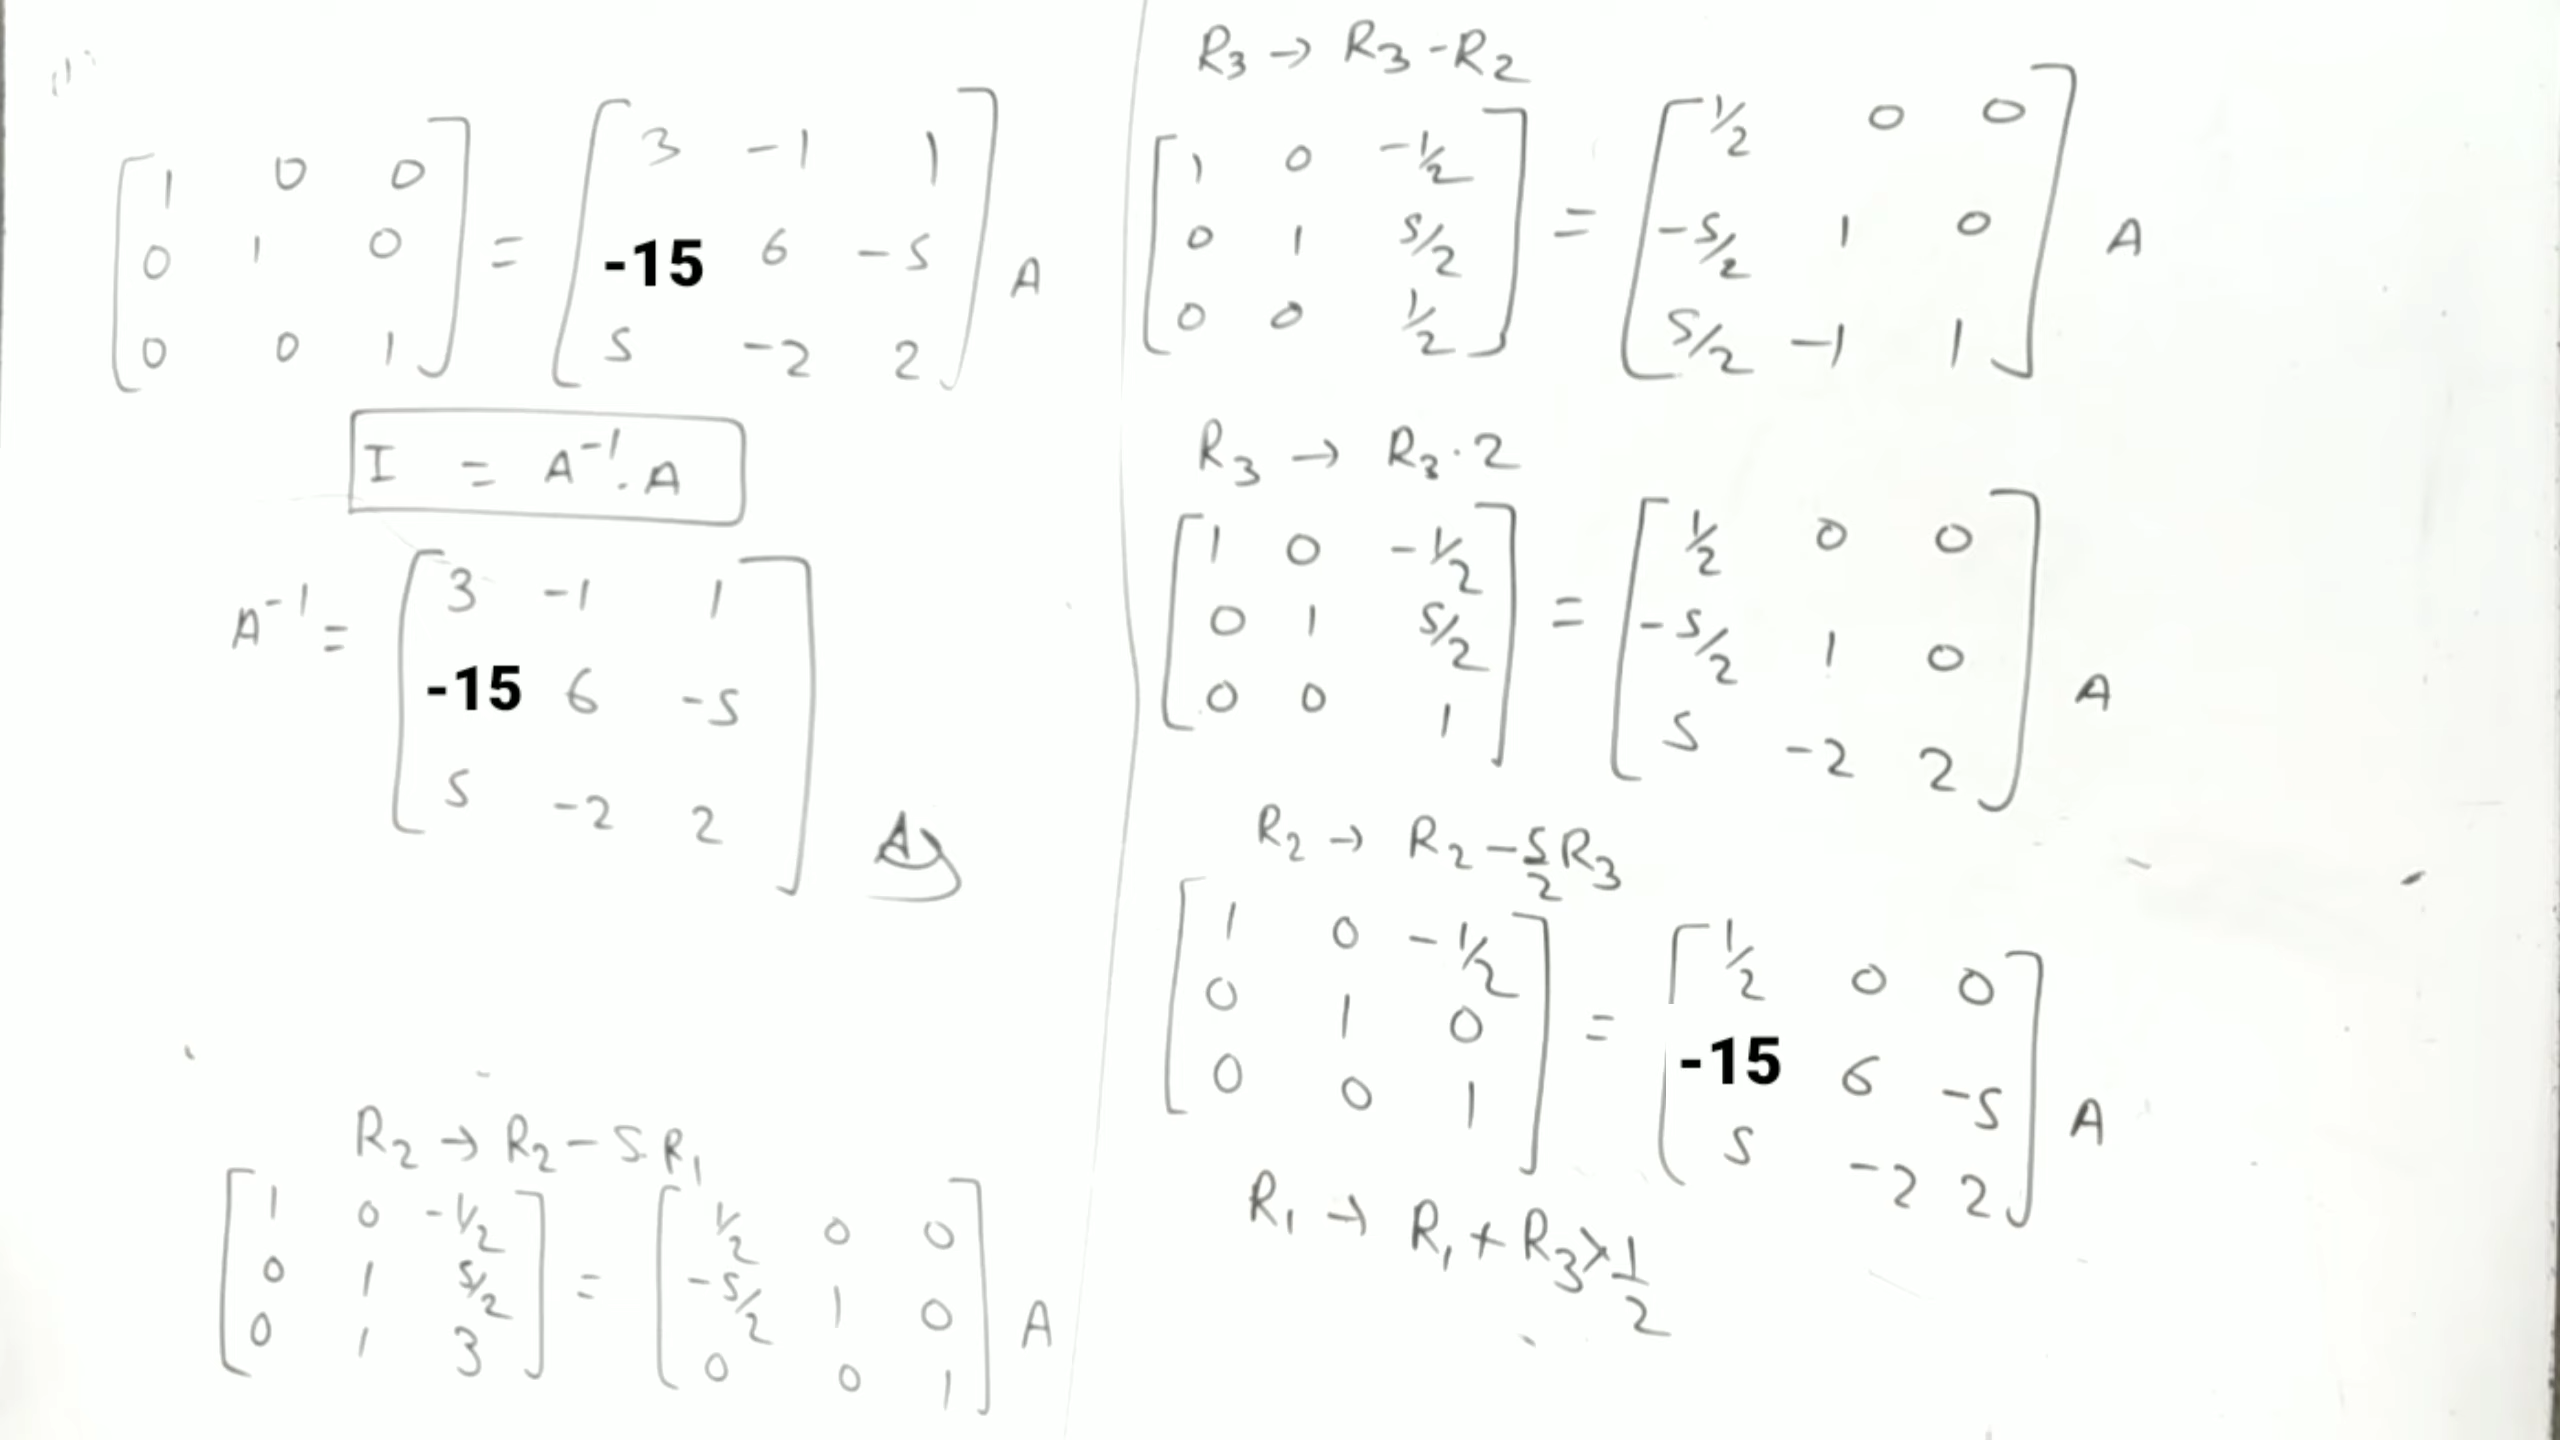 [1 0 0] = [3 -1 1] A
[0 1 0] [-15 6 -5]
[0 0 1] [5 -2 2]
I = A⁻¹ . A
A⁻¹ = [3 -1 1]
[-15 6 -5]
[5 -2 2]
R₂ → R₂ - 5 R₁
[1 0 -1/2] = [1/2 0 0] A
[0 1 5/2] [-5/2 1 0]
[0 1 3] [0 0 1]
R₃ → R₃ - R₂
[1 0 -1/2] = [1/2 0 0] A
[0 1 5/2] [-5/2 1 0]
[0 0 1/2] [5/2 -1 1]
R₃ → R₃ . 2
[1 0 -1/2] = [1/2 0 0] A
[0 1 5/2] [-5/2 1 0]
[0 0 1] [5 -2 2]
R₂ → R₂ - 5/2 R₃
[1 0 -1/2] = [1/2 0 0] A
[0 1 0] [-15 6 -5]
[0 0 1] [5 -2 2]
R₁ → R₁ + R₃ × 1/2